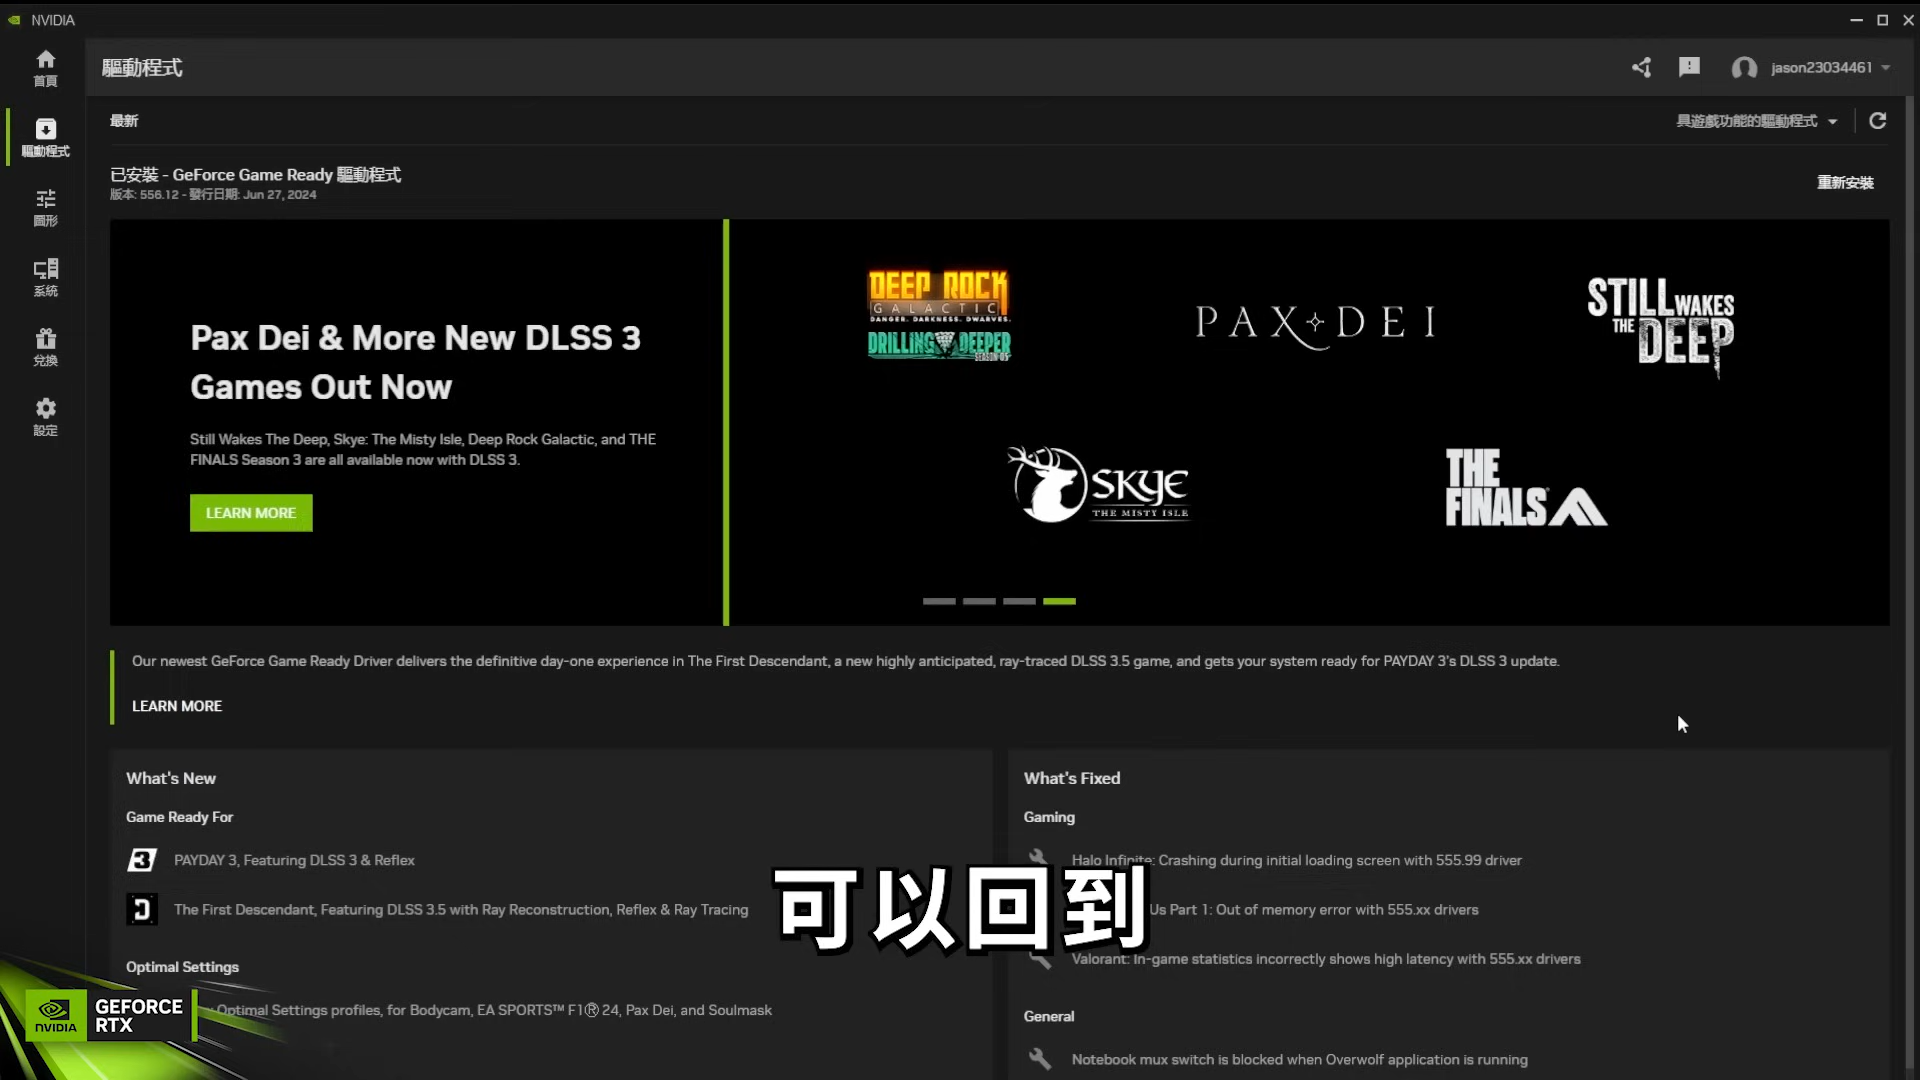 NVIDIA
首頁
驅動程式
圖形
系統
兌換
設定
驅動程式
jason23034461
最新
具遊戲功能的驅動程式
已安裝 - GeForce Game Ready 驅動程式
版本: 556.12 - 發行日期: Jun 27, 2024
重新安裝
Pax Dei & More New DLSS 3
Games Out Now
Still Wakes The Deep, Skye: The Misty Isle, Deep Rock Galactic, and THE
FINALS Season 3 are all available now with DLSS 3.
LEARN MORE
DEEP ROCK
GALACTIC
DANGER. DARKNESS. DWARVES.
DRILLING DEEPER
SEASON 05
PAX DEI
STILL WAKES
THE DEEP
SKYE
THE MISTY ISLE
THE
FINALS
Our newest GeForce Game Ready Driver delivers the definitive day-one experience in The First Descendant, a new highly anticipated, ray-traced DLSS 3.5 game, and gets your system ready for PAYDAY 3's DLSS 3 update.
LEARN MORE
What's New
Game Ready For
PAYDAY 3, Featuring DLSS 3 & Reflex
The First Descendant, Featuring DLSS 3.5 with Ray Reconstruction, Reflex & Ray Tracing
Optimal Settings
Optimal Settings profiles, for Bodycam, EA SPORTS™ F1® 24, Pax Dei, and Soulmask
What's Fixed
Gaming
Halo Infinite: Crashing during initial loading screen with 555.99 driver
Us Part 1: Out of memory error with 555.xx drivers
Valorant: In-game statistics incorrectly shows high latency with 555.xx drivers
General
Notebook mux switch is blocked when Overwolf application is running
可以回到
NVIDIA
GEFORCE
RTX